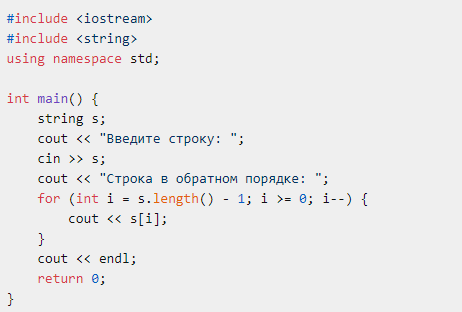 #include <iostream>
#include <string>
using namespace std;

int main() {
    string s;
    cout << "Введите строку: ";
    cin >> s;
    cout << "Строка в обратном порядке: ";
    for (int i = s.length() - 1; i >= 0; i--) {
        cout << s[i];
    }
    cout << endl;
    return 0;
}